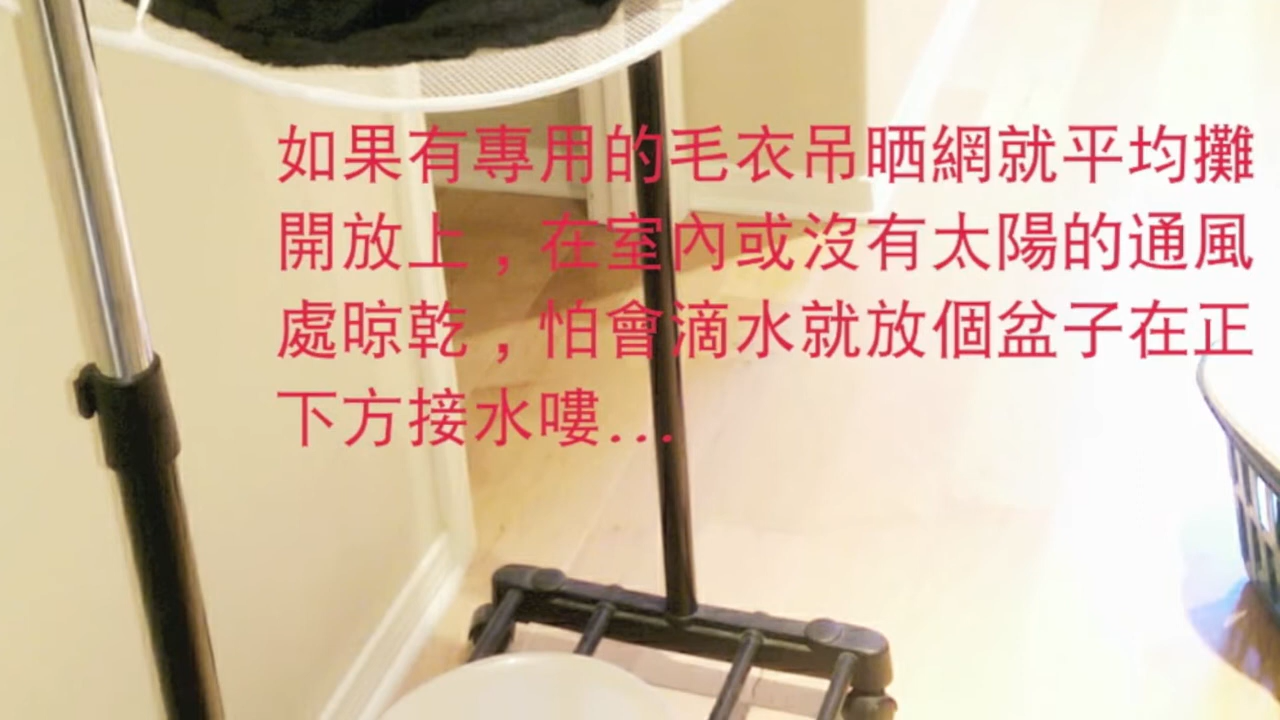 如果有專用的毛衣吊晒網就平均攤
開放上，在室內或沒有太陽的通風
處晾乾，怕會滴水就放個盆子在正
下方接水嘍...